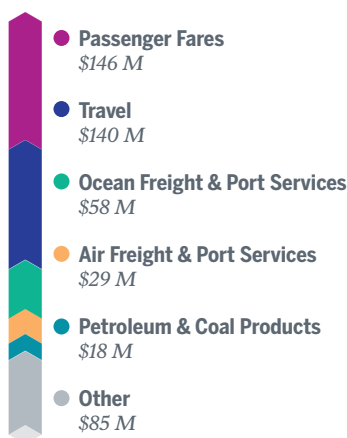 Passenger Fares
$146 M
Travel
$140 M
Ocean Freight & Port Services
$58 M
Air Freight & Port Services
$29 M
Petroleum & Coal Products
$18 M
Other
$85 M